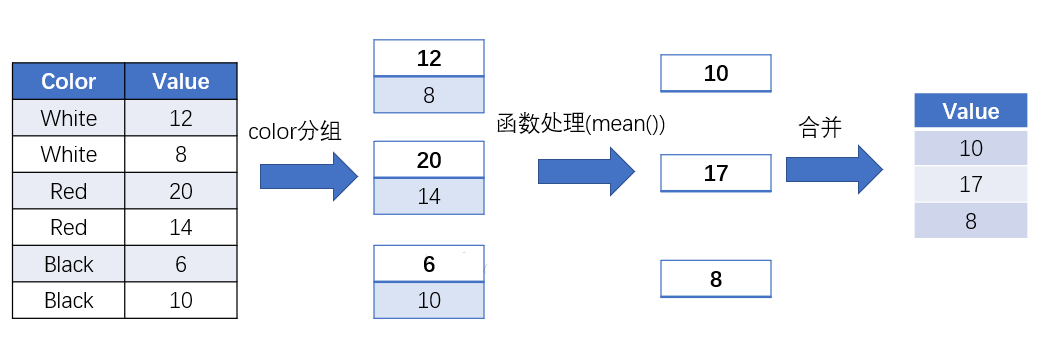 Color Value
White 12
White 8
Red 20
Red 14
Black 6
Black 10
color分组
12
8
20
14
6
10
函数处理(mean())
10
17
8
合并
Value
10
17
8